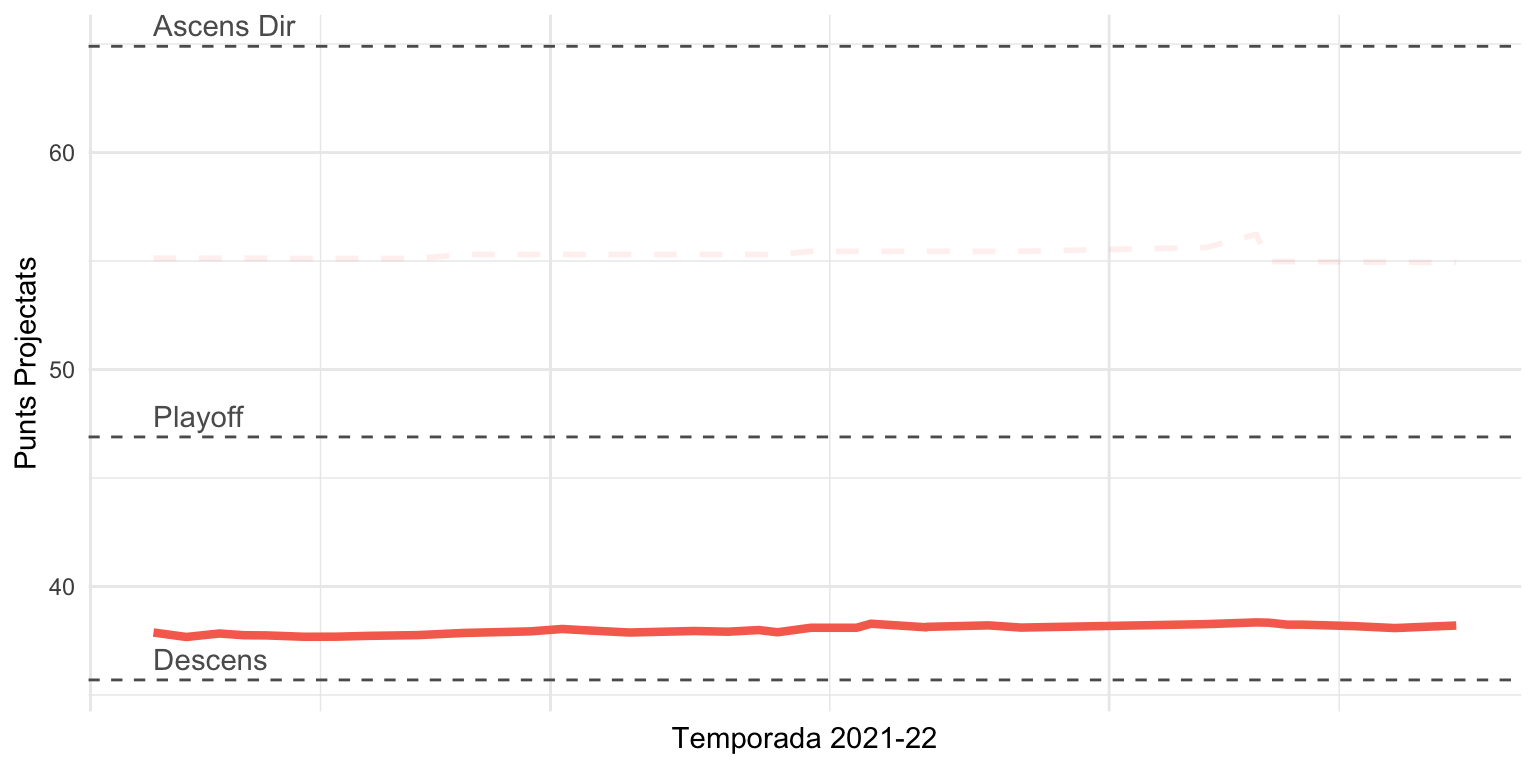 Ascens Dir
60
50
Playoff
40
Descens
Punts Projectats
Temporada 2021-22